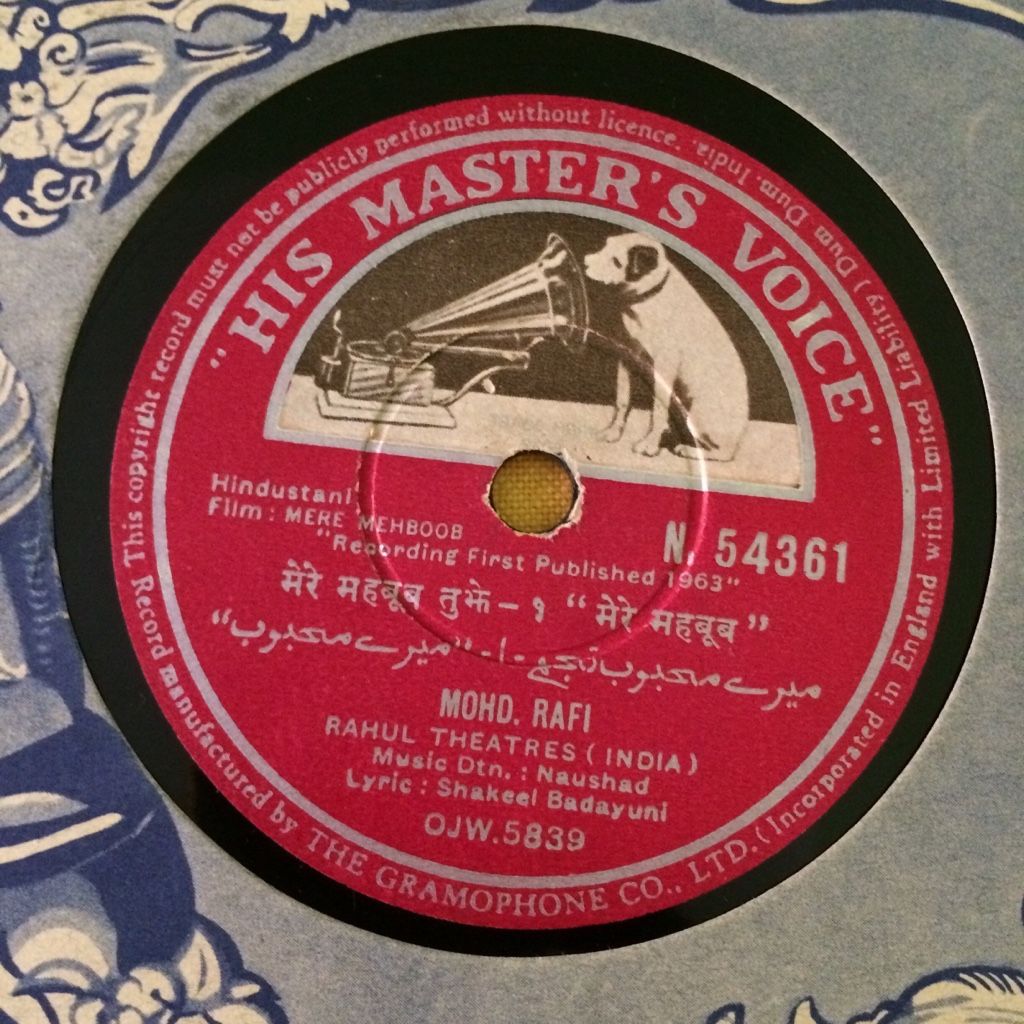 Record manufactured by THE GRAMOPHONE CO., LTD. (Incorporated in England with Limited Liability) Dum Dum. India.
This copyright record must not be publicly performed without licence.
"HIS MASTER'S VOICE"
Hindustani
Film : MERE MEHBOOB
"Recording First Published 1963"
N. 54361
मेरे महबूब तुझे – १ “मेरे महबूब”
میرے محبوب تجھے - ۱ - "میرے محبوب"
MOHD. RAFI
RAHUL THEATRES (INDIA)
Music Dtn. : Naushad
Lyric : Shakeel Badayuni
OJW.5839